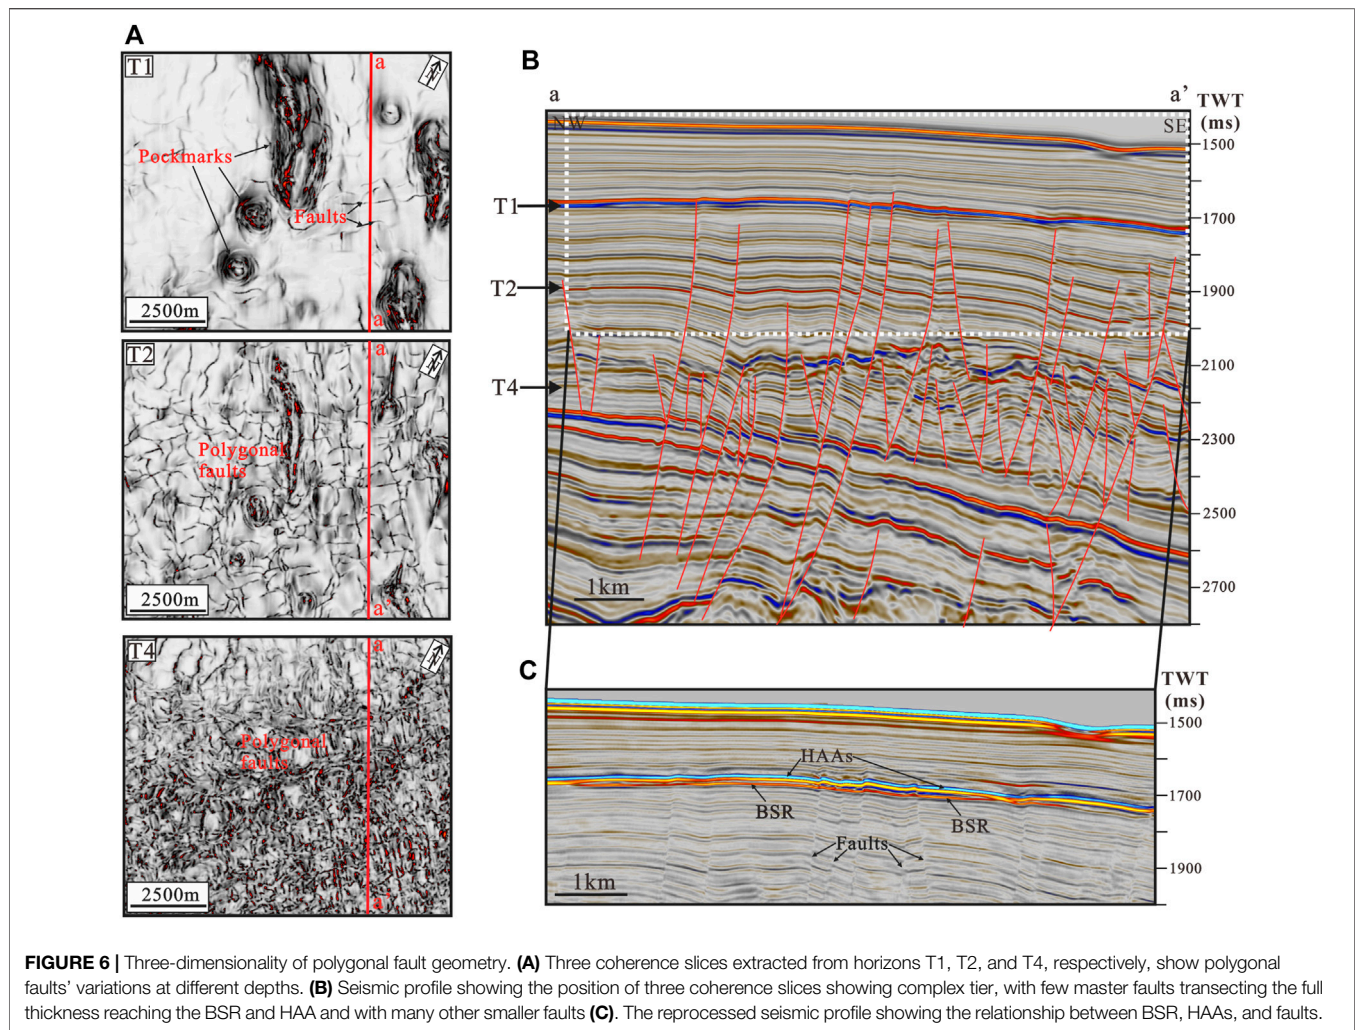 A
T1
a
Pockmarks
Faults
2500m
a
T2
a
N
Polygonal
faults
2500m
a'
T4
a
N
Polygonal
faults
2500m
a'
B
a
a'
TWT
(ms)
NW
SE
1500
T1
1700
T2
1900
2100
T4
2300
2500
2700
1km
C
TWT
(ms)
1500
HAAs
1700
BSR
BSR
Faults
1900
1km
FIGURE 6 | Three-dimensionality of polygonal fault geometry. (A) Three coherence slices extracted from horizons T1, T2, and T4, respectively, show polygonal
faults’ variations at different depths. (B) Seismic profile showing the position of three coherence slices showing complex tier, with few master faults transecting the full
thickness reaching the BSR and HAA and with many other smaller faults (C). The reprocessed seismic profile showing the relationship between BSR, HAAs, and faults.